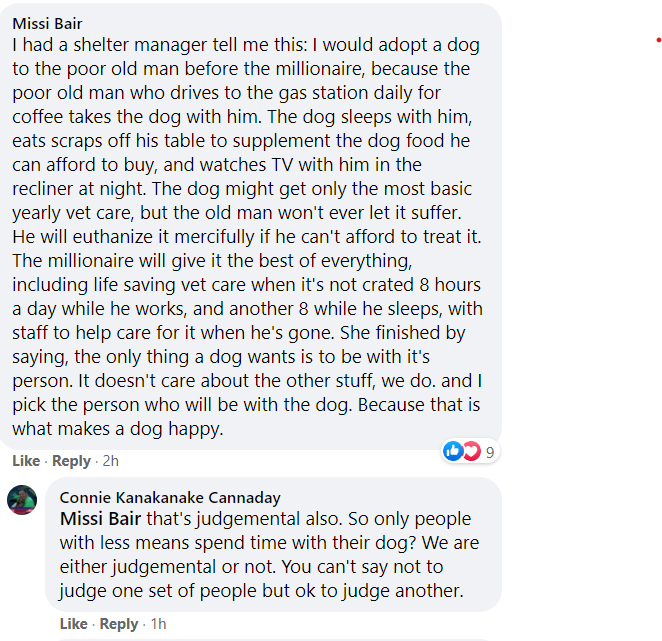 Missi Bair
I had a shelter manager tell me this: I would adopt a dog
to the poor old man before the millionaire, because the
poor old man who drives to the gas station daily for
coffee takes the dog with him. The dog sleeps with him,
eats scraps off his table to supplement the dog food he
can afford to buy, and watches TV with him in the
recliner at night. The dog might get only the most basic
yearly vet care, but the old man won't ever let it suffer.
He will euthanize it mercifully if he can't afford to treat it.
The millionaire will give it the best of everything,
including life saving vet care when it's not crated 8 hours
a day while he works, and another 8 while he sleeps, with
staff to help care for it when he's gone. She finished by
saying, the only thing a dog wants is to be with it's
person. It doesn't care about the other stuff, we do. and I
pick the person who will be with the dog. Because that is
what makes a dog happy.
9
Like · Reply · 2h
Connie Kanakanake Cannaday
Missi Bair that's judgemental also. So only people
with less means spend time with their dog? We are
either judgemental or not. You can't say not to
judge one set of people but ok to judge another.
Like · Reply · 1h